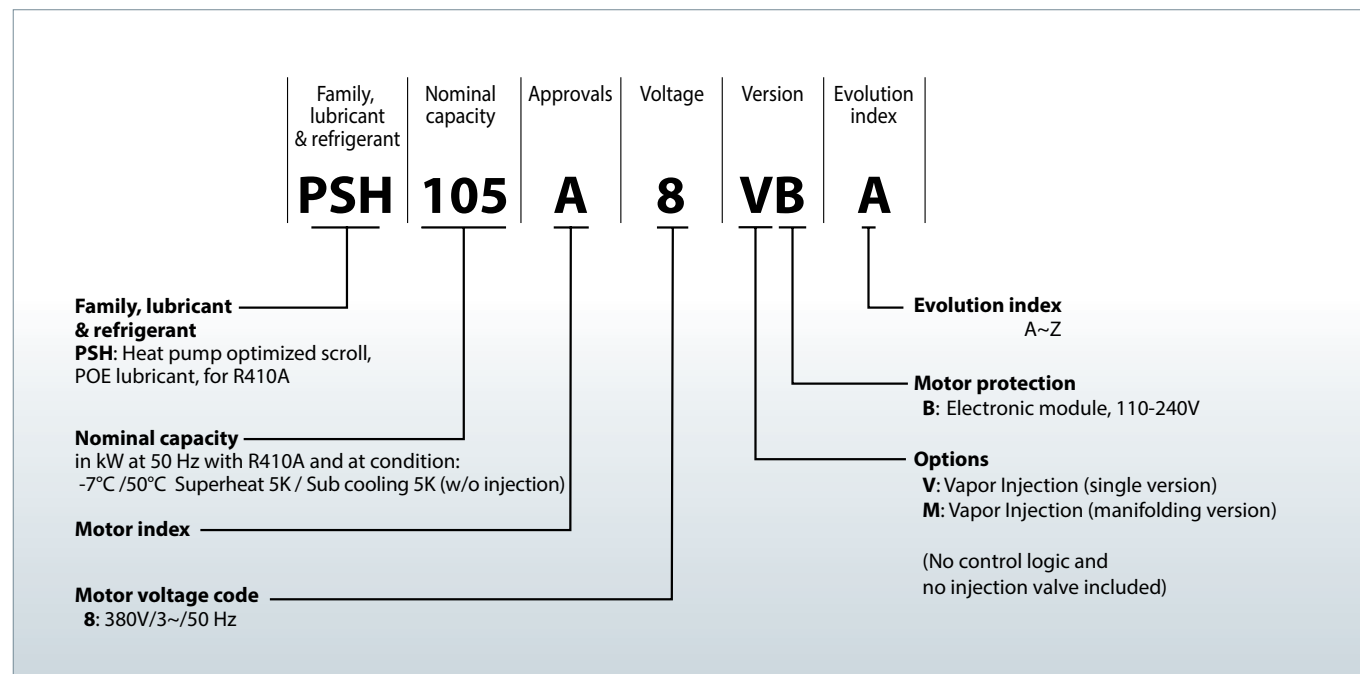 Family,
lubricant
& refrigerant
Nominal
capacity
Approvals
Voltage
Version
Evolution
index
PSH 105 A 8 VB A
Family, lubricant
& refrigerant
PSH: Heat pump optimized scroll,
POE lubricant, for R410A
Nominal capacity
in kW at 50 Hz with R410A and at condition:
-7°C /50°C Superheat 5K / Sub cooling 5K (w/o injection)
Motor index
Motor voltage code
8: 380V/3~/50 Hz
Evolution index
A~Z
Motor protection
B: Electronic module, 110-240V
Options
V: Vapor Injection (single version)
M: Vapor Injection (manifolding version)
(No control logic and
no injection valve included)